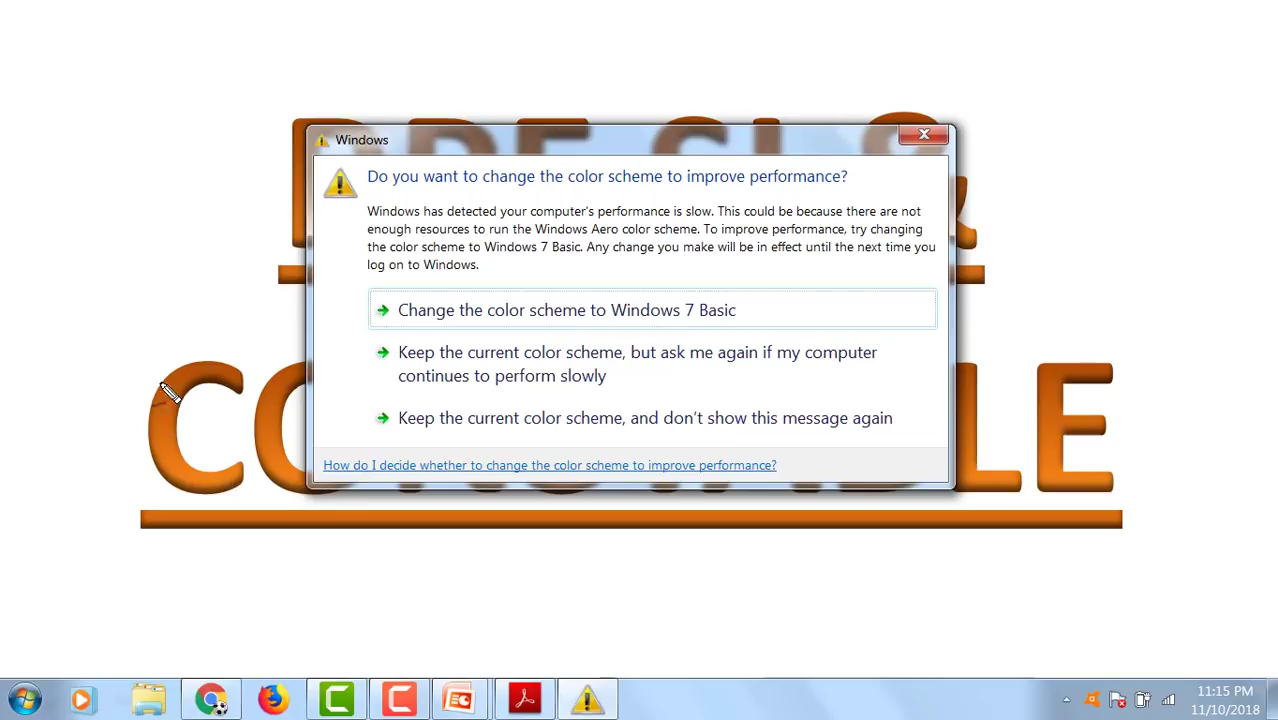 Windows
Do you want to change the color scheme to improve performance?
Windows has detected your computer's performance is slow. This could be because there are not
enough resources to run the Windows Aero color scheme. To improve performance, try changing
the color scheme to Windows 7 Basic. Any change you make will be in effect until the next time you
log on to Windows.
Change the color scheme to Windows 7 Basic
Keep the current color scheme, but ask me again if my computer
continues to perform slowly
Keep the current color scheme, and don't show this message again
How do I decide whether to change the color scheme to improve performance?
11:15 PM
11/10/2018